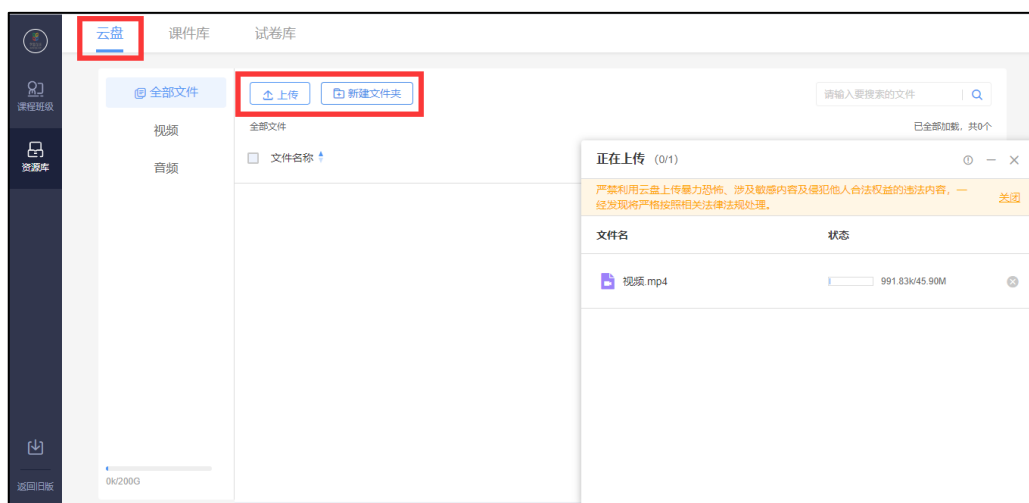 云盘 课件库 试卷库
课程班级
资源库
返回旧版
全部文件
视频
音频
0k/200G
上传 新建文件夹 请输入要搜索的文件
全部文件 已全部加载，共0个
文件名称
正在上传 (0/1)
严禁利用云盘上传暴力恐怖、涉及敏感内容及侵犯他人合法权益的违法内容，一
经发现将严格按照相关法律法规处理。
关闭
文件名 状态
视频.mp4 991.83k/45.90M